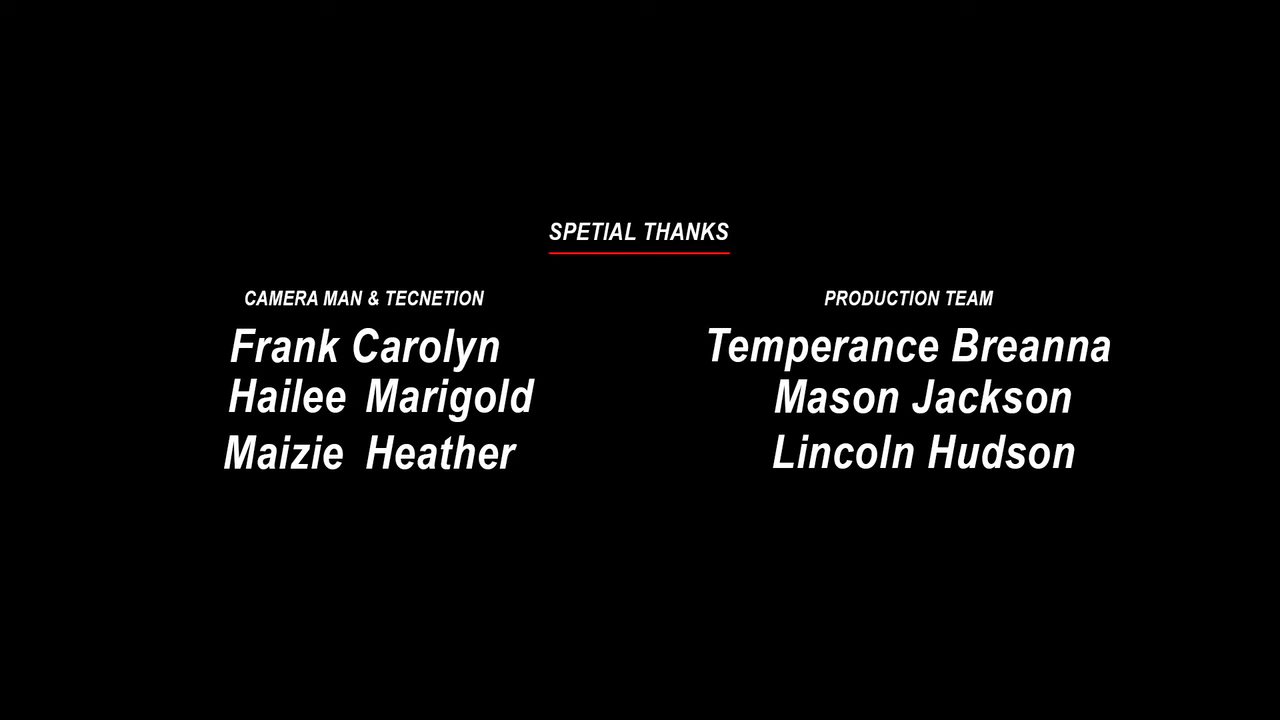 SPETIAL THANKS
CAMERA MAN & TECNETION
Frank Carolyn
Hailee Marigold
Maizie Heather
PRODUCTION TEAM
Temperance Breanna
Mason Jackson
Lincoln Hudson